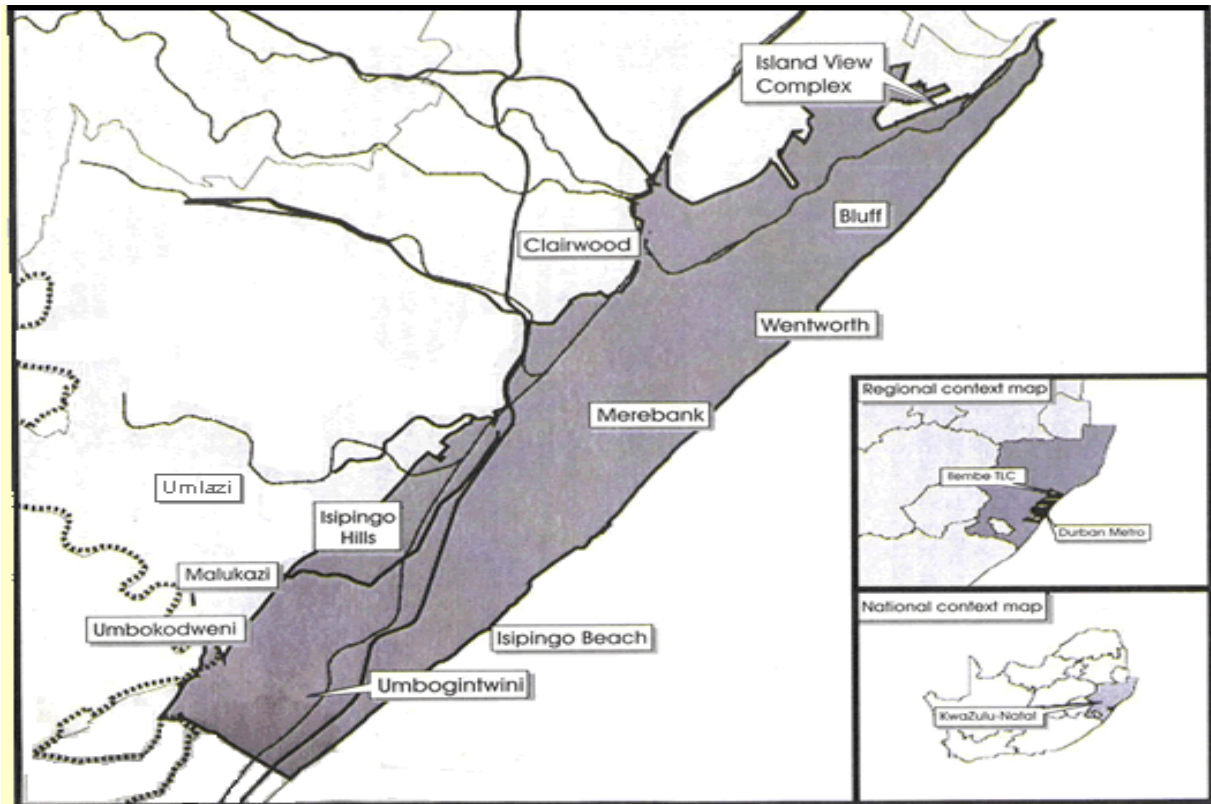 Island View
Complex
Bluff
Clairwood
Wentworth
Merebank
Umlazi
Isipingo
Hills
Malukazi
Umbokodweni
Isipingo Beach
Umbogintwini
Regional context map
Ilembe TLC
Durban Metro
National context map
KwaZulu-Natal